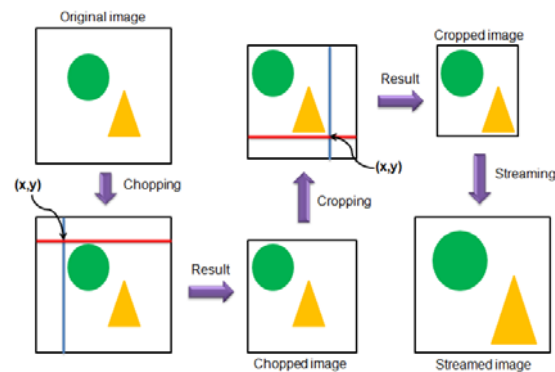 Original image
(x,y)
Chopping
Result
Chopped image
Cropping
(x,y)
Result
Cropped image
Streaming
Streamed image